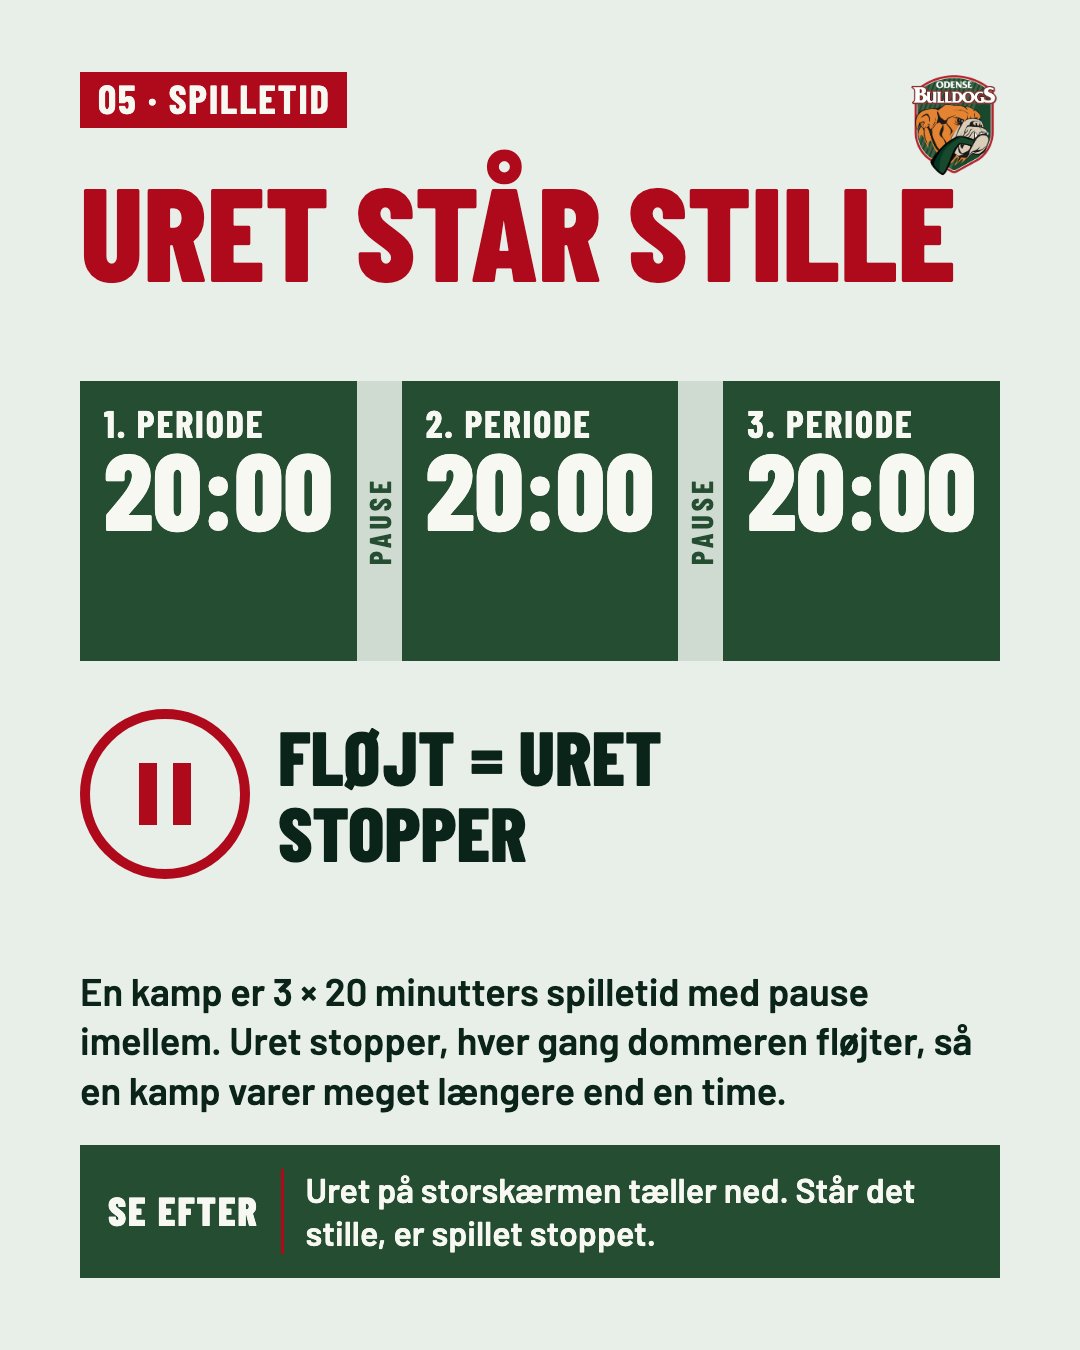 05 · SPILLETID
ODENSE
BULLDOGS
URET STÅR STILLE
1. PERIODE
20:00
PAUSE
2. PERIODE
20:00
PAUSE
3. PERIODE
20:00
FLØJT = URET
STOPPER
En kamp er 3 × 20 minutters spilletid med pause
imellem. Uret stopper, hver gang dommeren fløjter, så
en kamp varer meget længere end en time.
SE EFTER
Uret på storskærmen tæller ned. Står det
stille, er spillet stoppet.